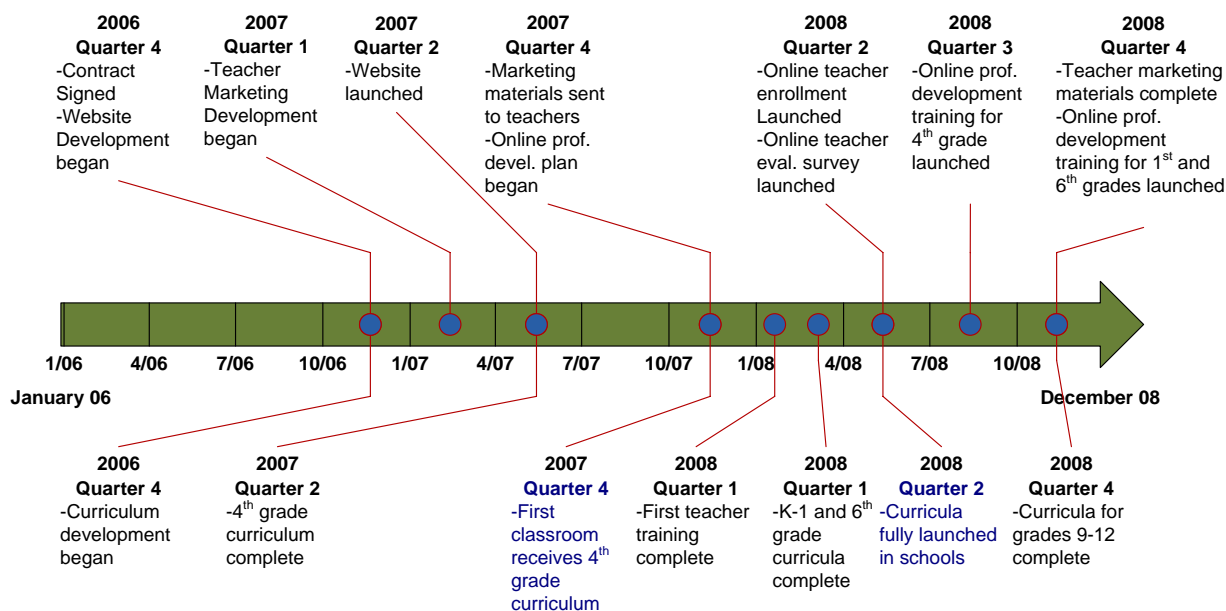 2006
Quarter 4
-Contract
Signed
-Website
Development
began
2007
Quarter 1
-Teacher
Marketing
Development
began
2007
Quarter 2
-Website
launched
2007
Quarter 4
-Marketing
materials sent
to teachers
-Online prof.
devel. plan
began
2008
Quarter 2
-Online teacher
enrollment
Launched
-Online teacher
eval. survey
launched
2008
Quarter 3
-Online prof.
development
training for
4th grade
launched
2008
Quarter 4
-Teacher marketing
materials complete
-Online prof.
development
training for 1st and
6th grades launched
1/06 4/06 7/06 10/06 1/07 4/07 7/07 10/07 1/08 4/08 7/08 10/08
January 06 December 08
2006
Quarter 4
-Curriculum
development
began
2007
Quarter 2
-4th grade
curriculum
complete
2007
Quarter 4
-First
classroom
receives 4th
grade
curriculum
2008
Quarter 1
-First teacher
training
complete
2008
Quarter 1
-K-1 and 6th
grade
curricula
complete
2008
Quarter 2
-Curricula
fully launched
in schools
2008
Quarter 4
-Curricula for
grades 9-12
complete